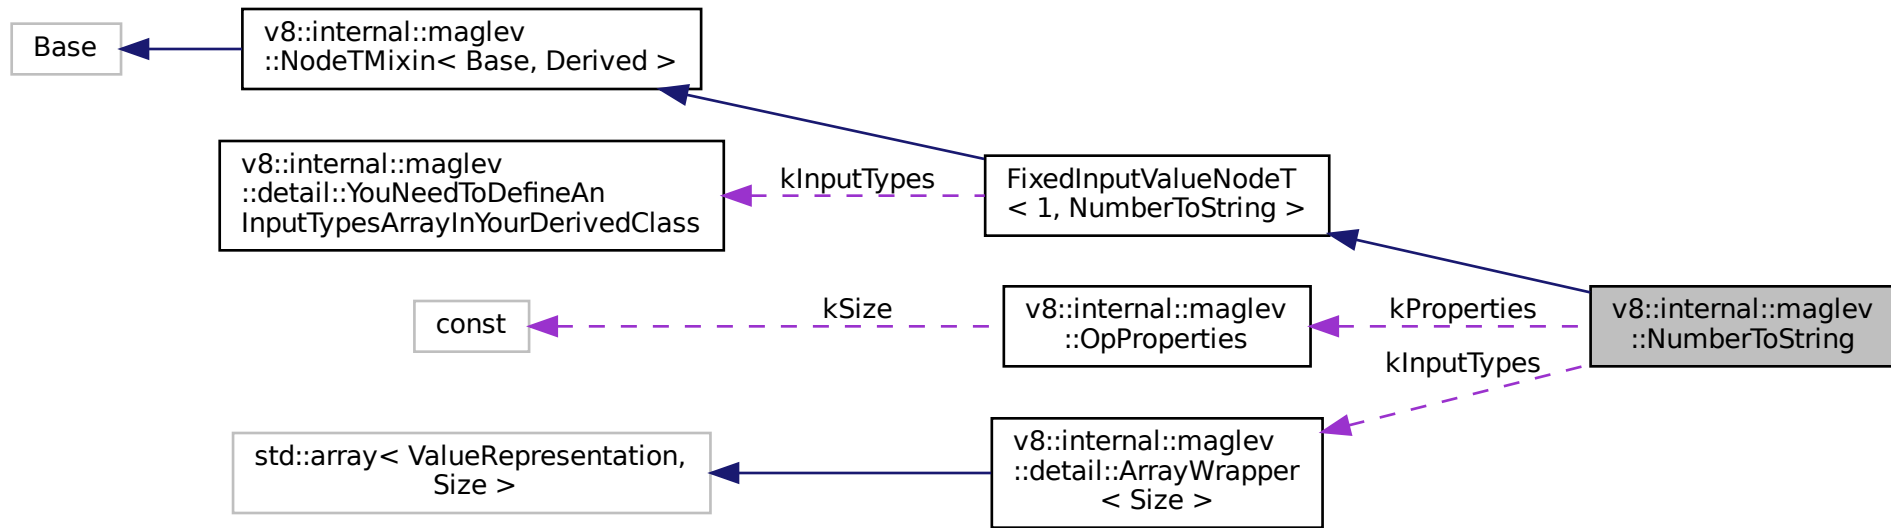 Base
v8::internal::maglev
::NodeTMixin< Base, Derived >
v8::internal::maglev
::detail::YouNeedToDefineAn
InputTypesArrayInYourDerivedClass
kInputTypes
FixedInputValueNodeT
< 1, NumberToString >
const
kSize
v8::internal::maglev
::OpProperties
kProperties
v8::internal::maglev
::NumberToString
kInputTypes
std::array< ValueRepresentation,
Size >
v8::internal::maglev
::detail::ArrayWrapper
< Size >